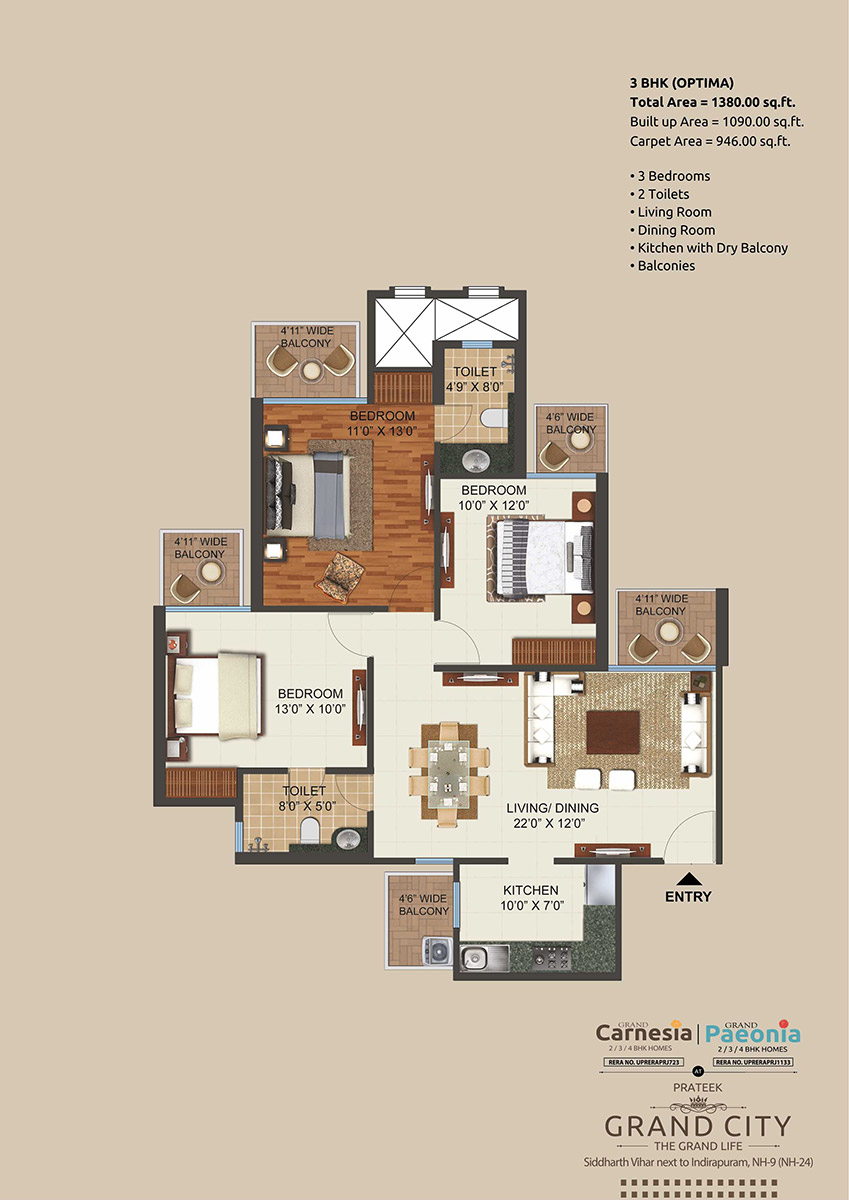 3 BHK (OPTIMA)
Total Area = 1380.00 sq.ft.
Built up Area = 1090.00 sq.ft.
Carpet Area = 946.00 sq.ft.
• 3 Bedrooms
• 2 Toilets
• Living Room
• Dining Room
• Kitchen with Dry Balcony
• Balconies
4'11" WIDE
BALCONY
TOILET
4'9" X 8'0"
BEDROOM
11'0" X 13'0"
4'6" WIDE
BALCONY
BEDROOM
10'0" X 12'0"
4'11" WIDE
BALCONY
4'11" WIDE
BALCONY
BEDROOM
13'0" X 10'0"
TOILET
8'0" X 5'0"
LIVING/ DINING
22'0" X 12'0"
KITCHEN
10'0" X 7'0"
4'6" WIDE
BALCONY
ENTRY
GRAND
Carnesia
2 / 3 / 4 BHK HOMES
RERA NO. UPRERAPRJ723
GRAND
Paeonia
2 / 3 / 4 BHK HOMES
RERA NO. UPRERAPRJ1133
AT
PRATEEK
GRAND CITY
THE GRAND LIFE
Siddharth Vihar next to Indirapuram, NH-9 (NH-24)